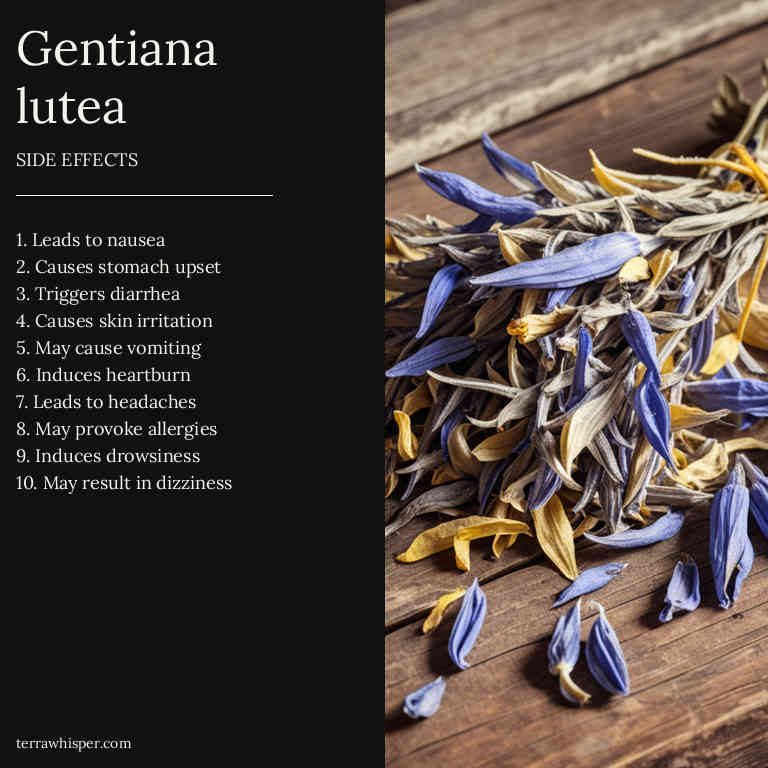 Gentiana
lutea
SIDE EFFECTS
1. Leads to nausea
2. Causes stomach upset
3. Triggers diarrhea
4. Causes skin irritation
5. May cause vomiting
6. Induces heartburn
7. Leads to headaches
8. May provoke allergies
9. Induces drowsiness
10. May result in dizziness
terrawhisper.com